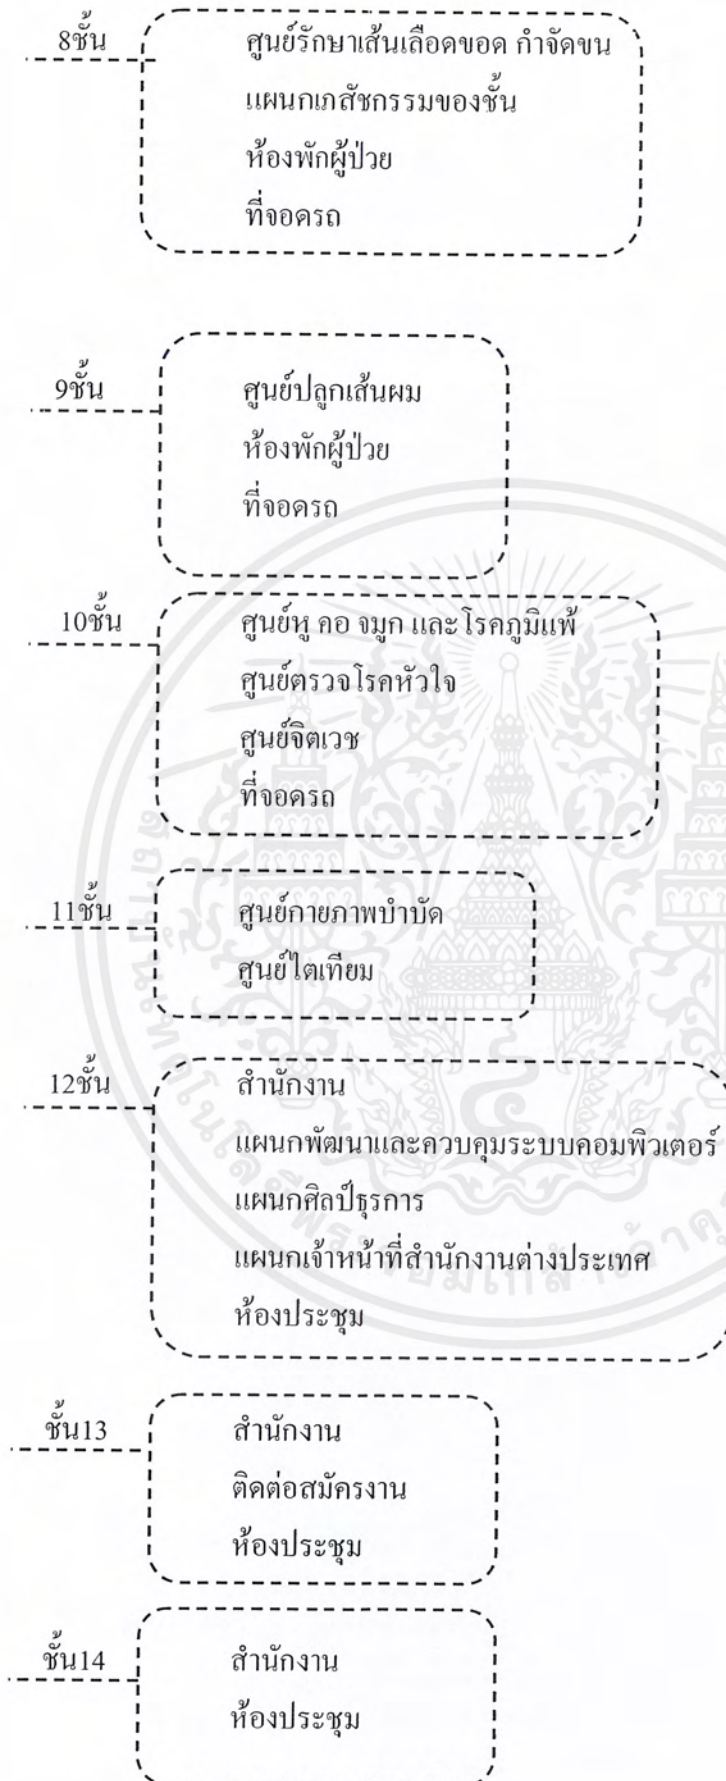 8ชั้น
ศูนย์รักษาเส้นเลือดขอด กำจัดขน
แผนกเภสัชกรรมของชั้น
ห้องพักผู้ป่วย
ที่จอดรถ
9ชั้น
ศูนย์ปลูกเส้นผม
ห้องพักผู้ป่วย
ที่จอดรถ
10ชั้น
ศูนย์หู คอ จมูก และโรคภูมิแพ้
ศูนย์ตรวจโรคหัวใจ
ศูนย์จิตเวช
ที่จอดรถ
11ชั้น
ศูนย์กายภาพบำบัด
ศูนย์ไตเทียม
12ชั้น
สำนักงาน
แผนกพัฒนาและควบคุมระบบคอมพิวเตอร์
แผนกศิลป์ธุรการ
แผนกเจ้าหน้าที่สำนักงานต่างประเทศ
ห้องประชุม
ชั้น13
สำนักงาน
ติดต่อสมัครงาน
ห้องประชุม
ชั้น14
สำนักงาน
ห้องประชุม